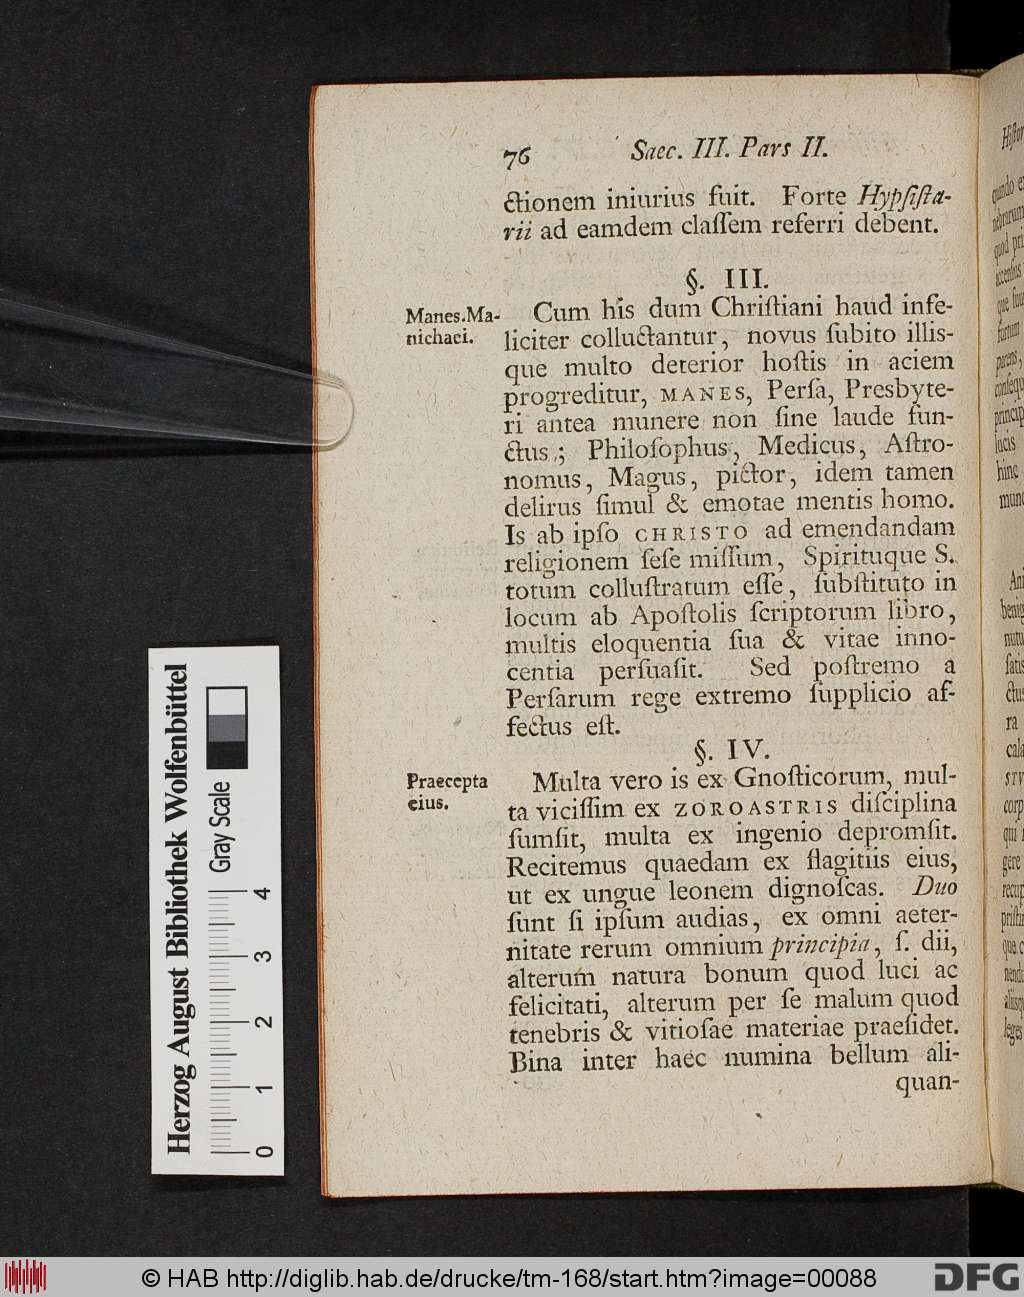 76 Saec. III. Pars II.
ctionem iniurius fuit. Forte Hypſiſta-
rii ad eamdem claſſem referri debent.
§. III.
Manes.Ma-
nichaei.
Cum his dum Chriſtiani haud infe-
liciter colluctantur, novus ſubito illis-
que multo deterior hoſtis in aciem
progreditur, MANES, Perſa, Presbyte-
ri antea munere non ſine laude fun-
ctus; Philoſophus, Medicus, Aſtro-
nomus, Magus, pictor, idem tamen
delirus ſimul & emotae mentis homo.
Is ab ipſo CHRISTO ad emendandam
religionem ſeſe miſſum, Spirituque S.
totum colluſtratum eſſe, ſubſtituto in
locum ab Apoſtolis ſcriptorum libro,
multis eloquentia ſua & vitae inno-
centia perſuaſit. Sed poſtremo a
Perſarum rege extremo ſupplicio af-
fectus eſt.
§. IV.
Praecepta
eius.
Multa vero is ex Gnoſticorum, mul-
ta viciſſim ex ZOROASTRIS diſciplina
ſumſit, multa ex ingenio depromſit.
Recitemus quaedam ex flagitiis eius,
ut ex ungue leonem dignoſcas. Duo
ſunt ſi ipſum audias, ex omni aeter-
nitate rerum omnium principia, ſ. dii,
alterum natura bonum quod luci ac
felicitati, alterum per ſe malum quod
tenebris & vitioſae materiae praeſidet.
Bina inter haec numina bellum ali-
quan-
Herzog August Bibliothek Wolfenbüttel
Gray Scale
0 1 2 3 4
© HAB http://diglib.hab.de/drucke/tm-168/start.htm?image=00088
DFG